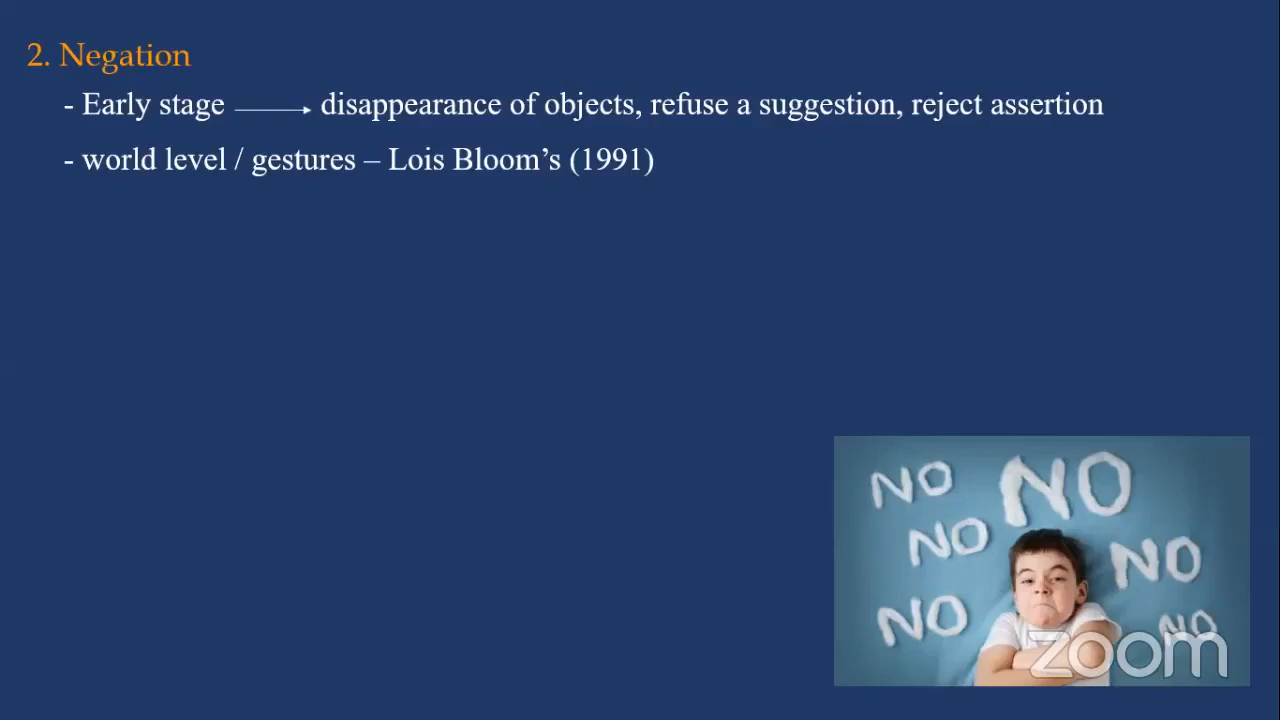 2. Negation
- Early stage → disappearance of objects, refuse a suggestion, reject assertion
- world level / gestures – Lois Bloom’s (1991)
NO NO
NO NO
NO NO
zoom